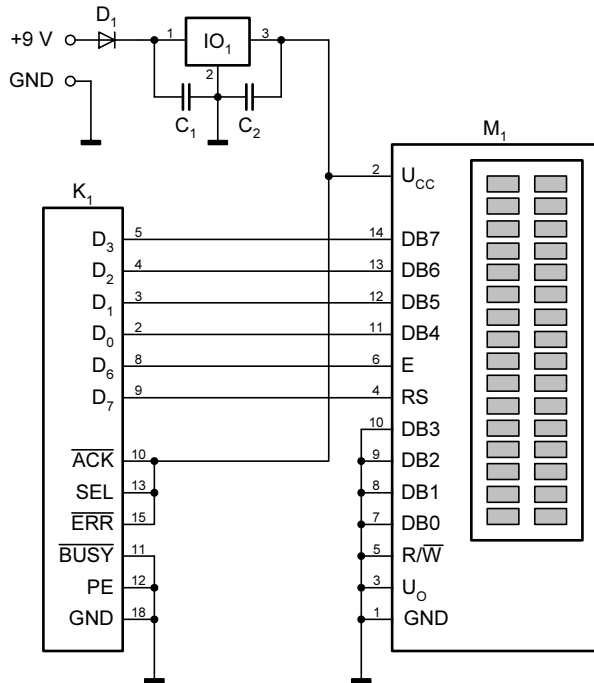 D1
+9 V
1
IO1
3
GND
2
C1
C2
M1
K1
2
UCC
D3
5
14
DB7
D2
4
13
DB6
D1
3
12
DB5
D0
2
11
DB4
D6
8
6
E
D7
9
4
RS
10
DB3
ACK
10
9
DB2
SEL
13
8
DB1
ERR
15
7
DB0
BUSY
11
5
R/W
PE
12
3
UO
GND
18
1
GND